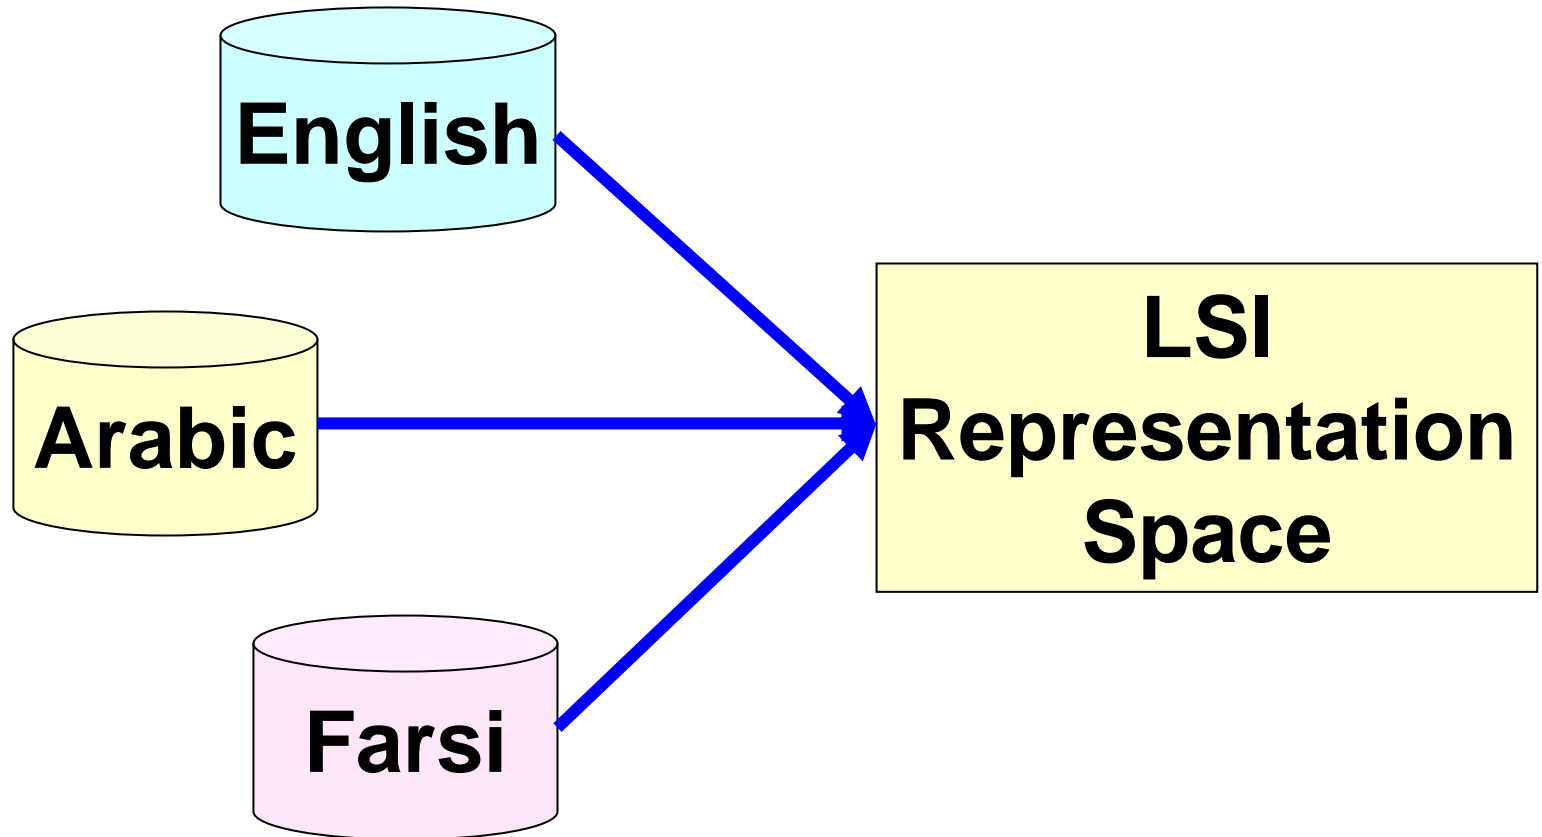 English
Arabic
Farsi
LSI
Representation
Space